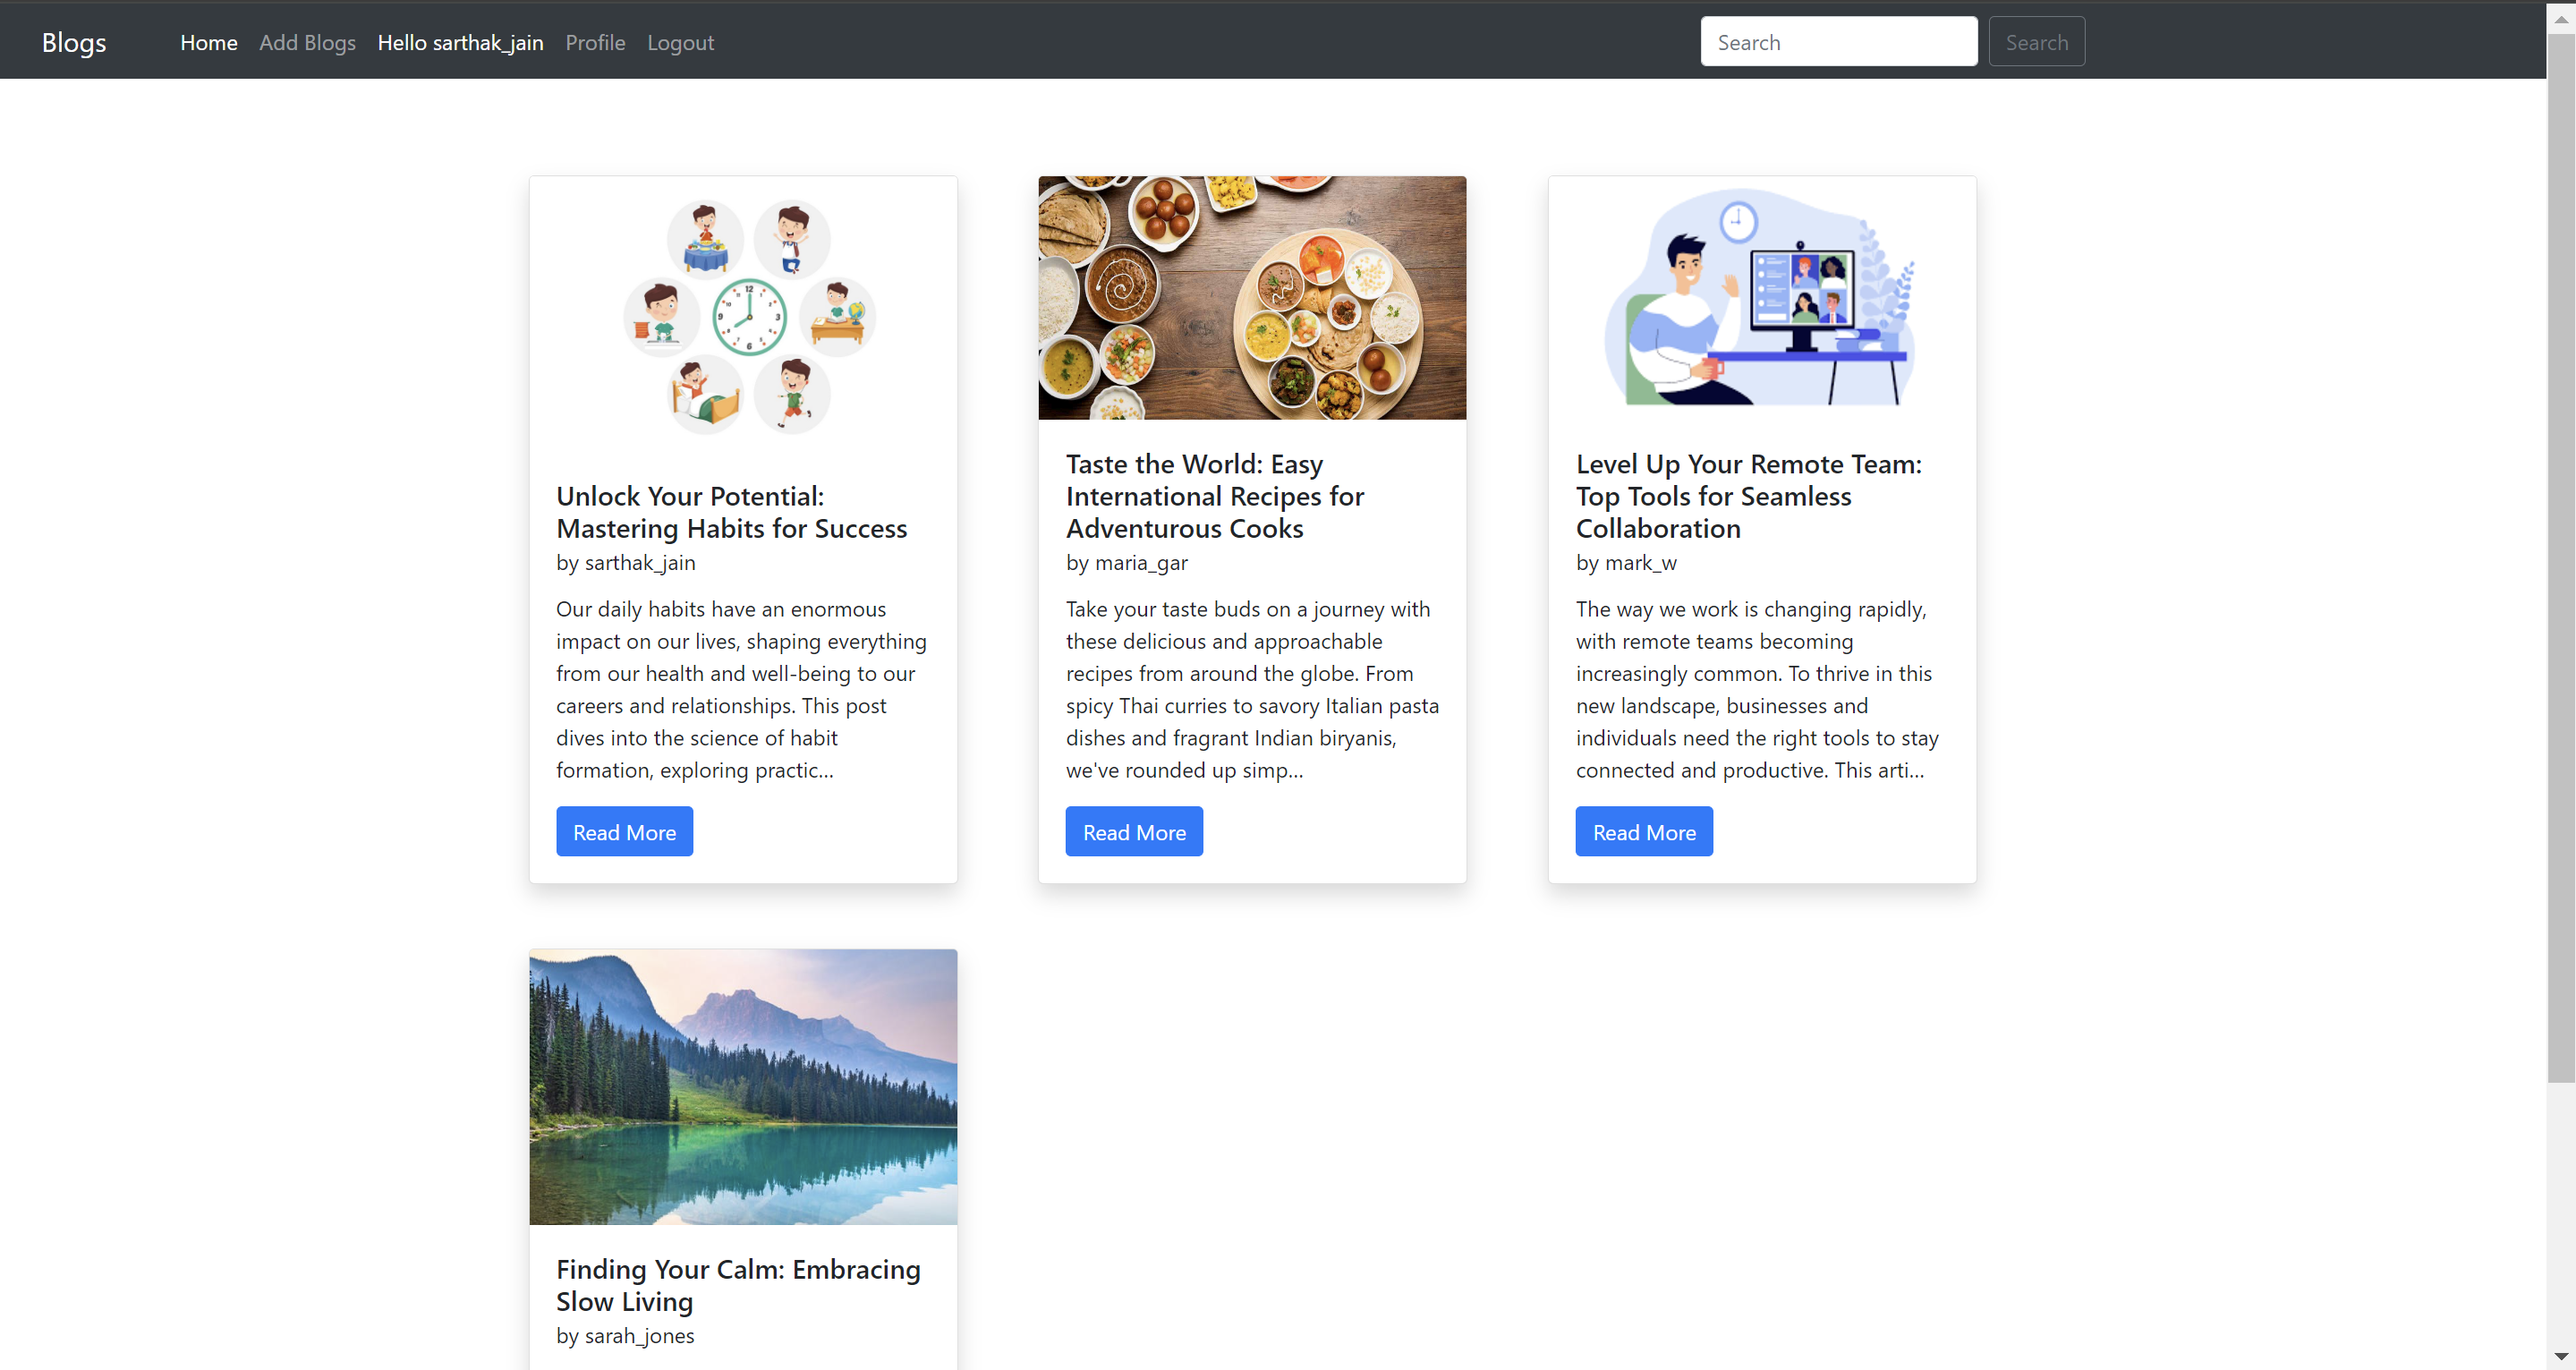 Blogs
Home Add Blogs Hello sarthak_jain Profile Logout
Search
Search
12
3
6
9
Unlock Your Potential:
Mastering Habits for Success
by sarthak_jain
Our daily habits have an enormous
impact on our lives, shaping everything
from our health and well-being to our
careers and relationships. This post
dives into the science of habit
formation, exploring practic...
Read More
Taste the World: Easy
International Recipes for
Adventurous Cooks
by maria_gar
Take your taste buds on a journey with
these delicious and approachable
recipes from around the globe. From
spicy Thai curries to savory Italian pasta
dishes and fragrant Indian biryanis,
we've rounded up simp...
Read More
Level Up Your Remote Team:
Top Tools for Seamless
Collaboration
by mark_w
The way we work is changing rapidly,
with remote teams becoming
increasingly common. To thrive in this
new landscape, businesses and
individuals need the right tools to stay
connected and productive. This arti...
Read More
Finding Your Calm: Embracing
Slow Living
by sarah_jones